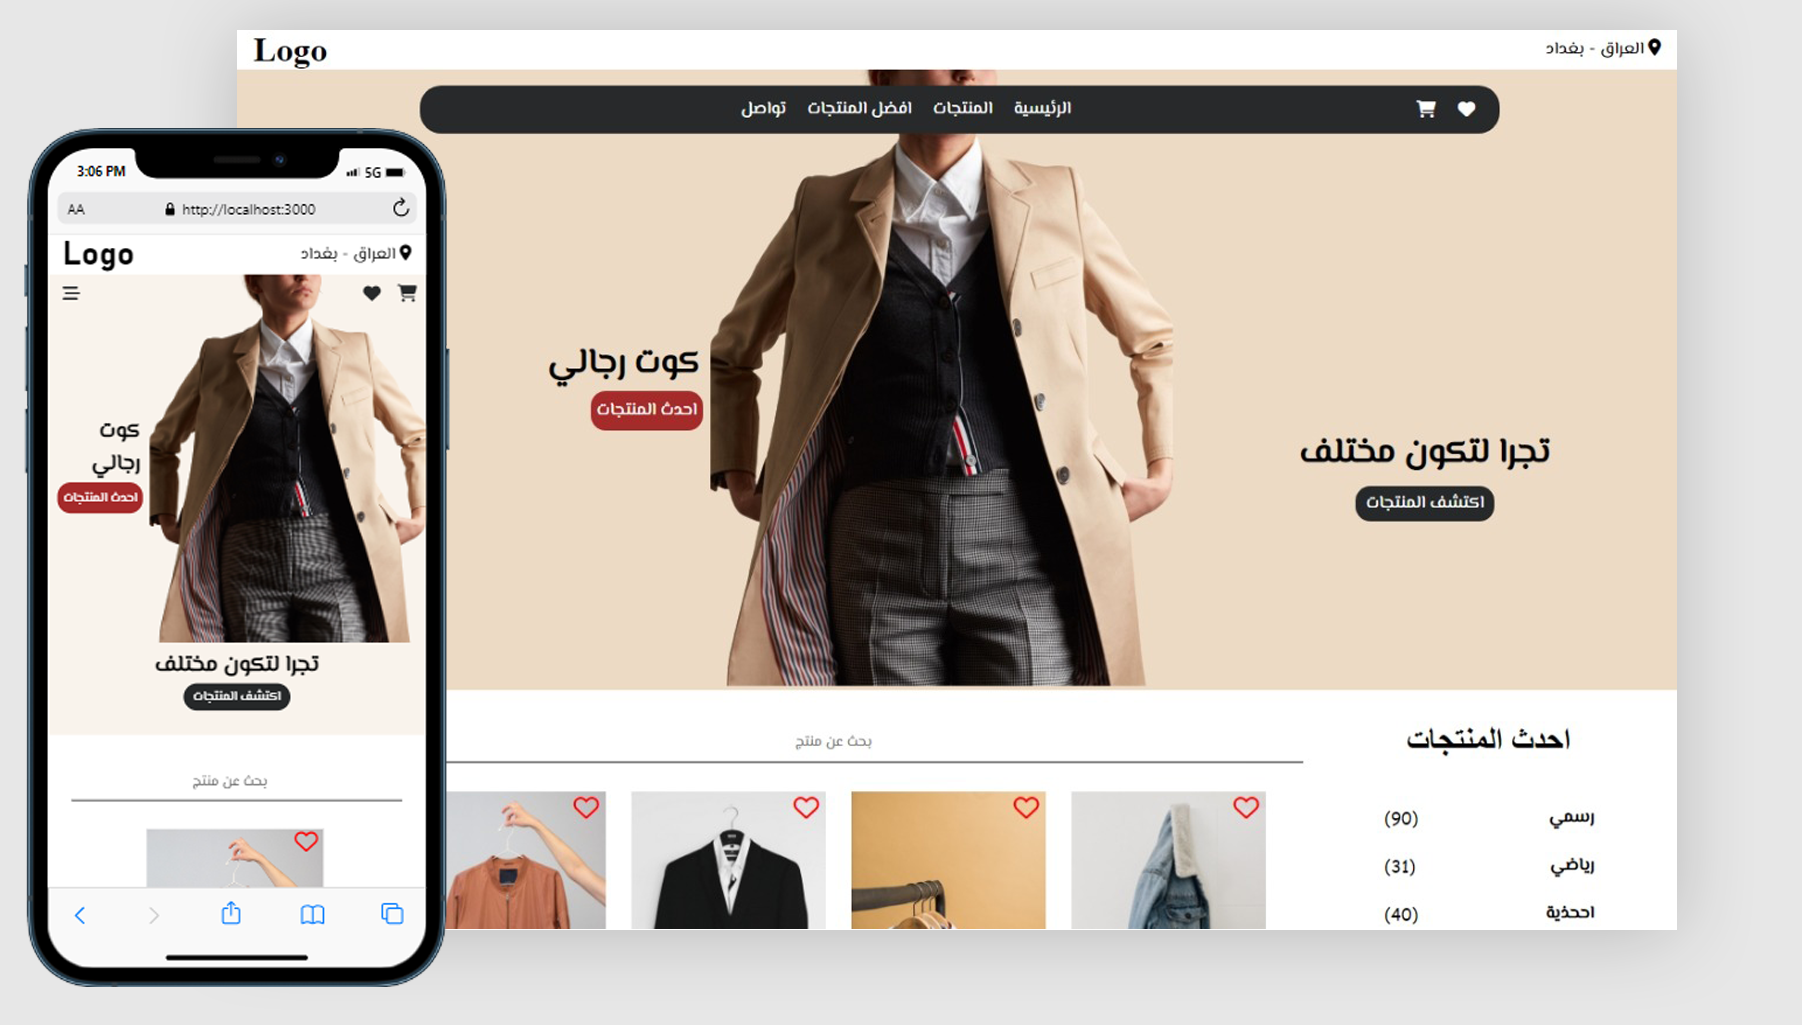 Logo
العراق - بغداد
الرئيسية المنتجات افضل المنتجات تواصل
كوت رجالي
احدث المنتجات
تجرا لتكون مختلف
اكتشف المنتجات
احدث المنتجات
بحث عن منتج
رسمي (90)
رياضي (31)
احذية (40)
3:06 PM 5G
AA http://localhost:3000
Logo
العراق - بغداد
كوت
رجالي
احدث المنتجات
تجرا لتكون مختلف
اكتشف المنتجات
بحث عن منتج